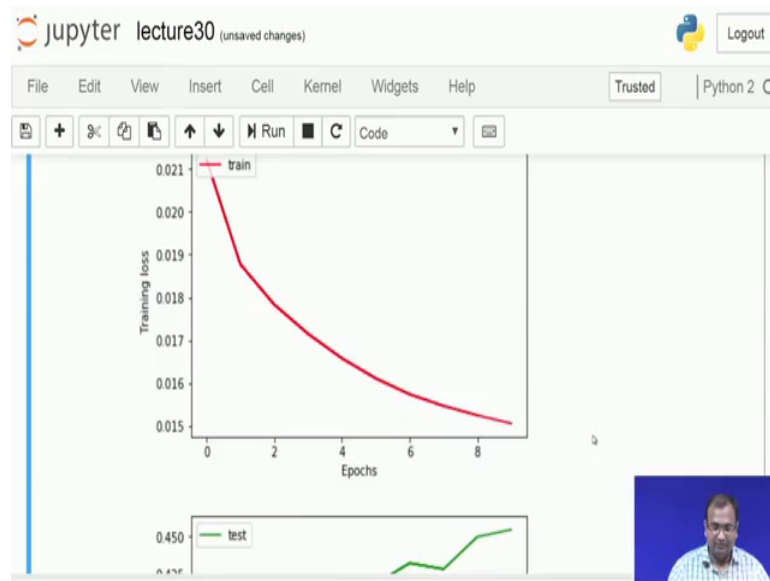 jupyter lecture30 (unsaved changes) Logout
File Edit View Insert Cell Kernel Widgets Help Trusted Python 2
Run Code
train
0.021
0.020
0.019
0.018
0.017
0.016
0.015
Training loss
0 2 4 6 8
Epochs
0.450 test
0.425